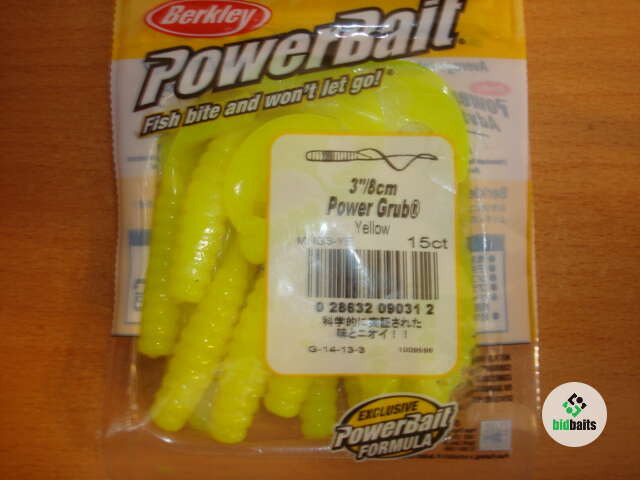 Berkley®
PowerBait®
Fish bite and won't let go!®
3"/8cm
Power Grub®
Yellow
15ct
0 28632 09031 2
科学的に実証された
味とニオイ！！
G-14-13-3
EXCLUSIVE
PowerBait
FORMULA
bidbaits